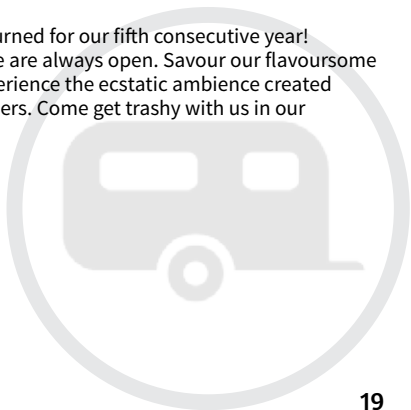 urned for our fifth consecutive year!
e are always open. Savour our flavoursome
erience the ecstatic ambience created
ers. Come get trashy with us in our
19